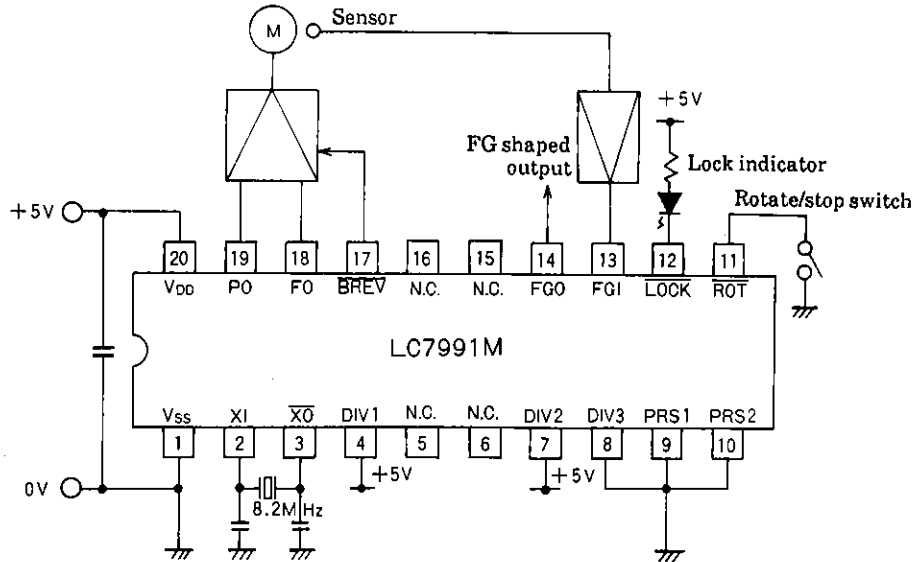 M
Sensor
+5V
FG shaped
output
Lock indicator
Rotate/stop switch
+5V
20 19 18 17 16 15 14 13 12 11
VDD PO FO BREV N.C. N.C. FGO FGI LOCK ROT
LC7991M
VSS XI XO DIV1 N.C. N.C. DIV2 DIV3 PRS1 PRS2
1 2 3 4 5 6 7 8 9 10
+5V
+5V
0V
8.2MHz